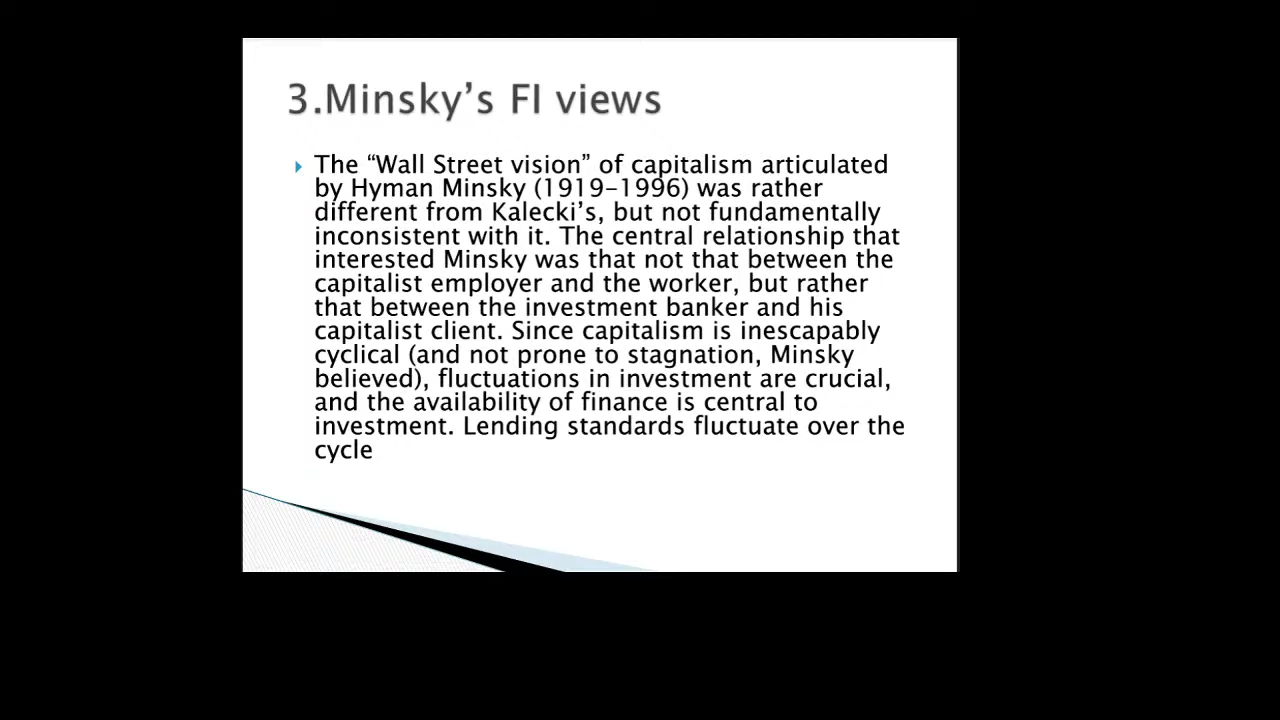 3.Minsky’s FI views
The “Wall Street vision” of capitalism articulated
by Hyman Minsky (1919-1996) was rather
different from Kalecki’s, but not fundamentally
inconsistent with it. The central relationship that
interested Minsky was that not that between the
capitalist employer and the worker, but rather
that between the investment banker and his
capitalist client. Since capitalism is inescapably
cyclical (and not prone to stagnation, Minsky
believed), fluctuations in investment are crucial,
and the availability of finance is central to
investment. Lending standards fluctuate over the
cycle